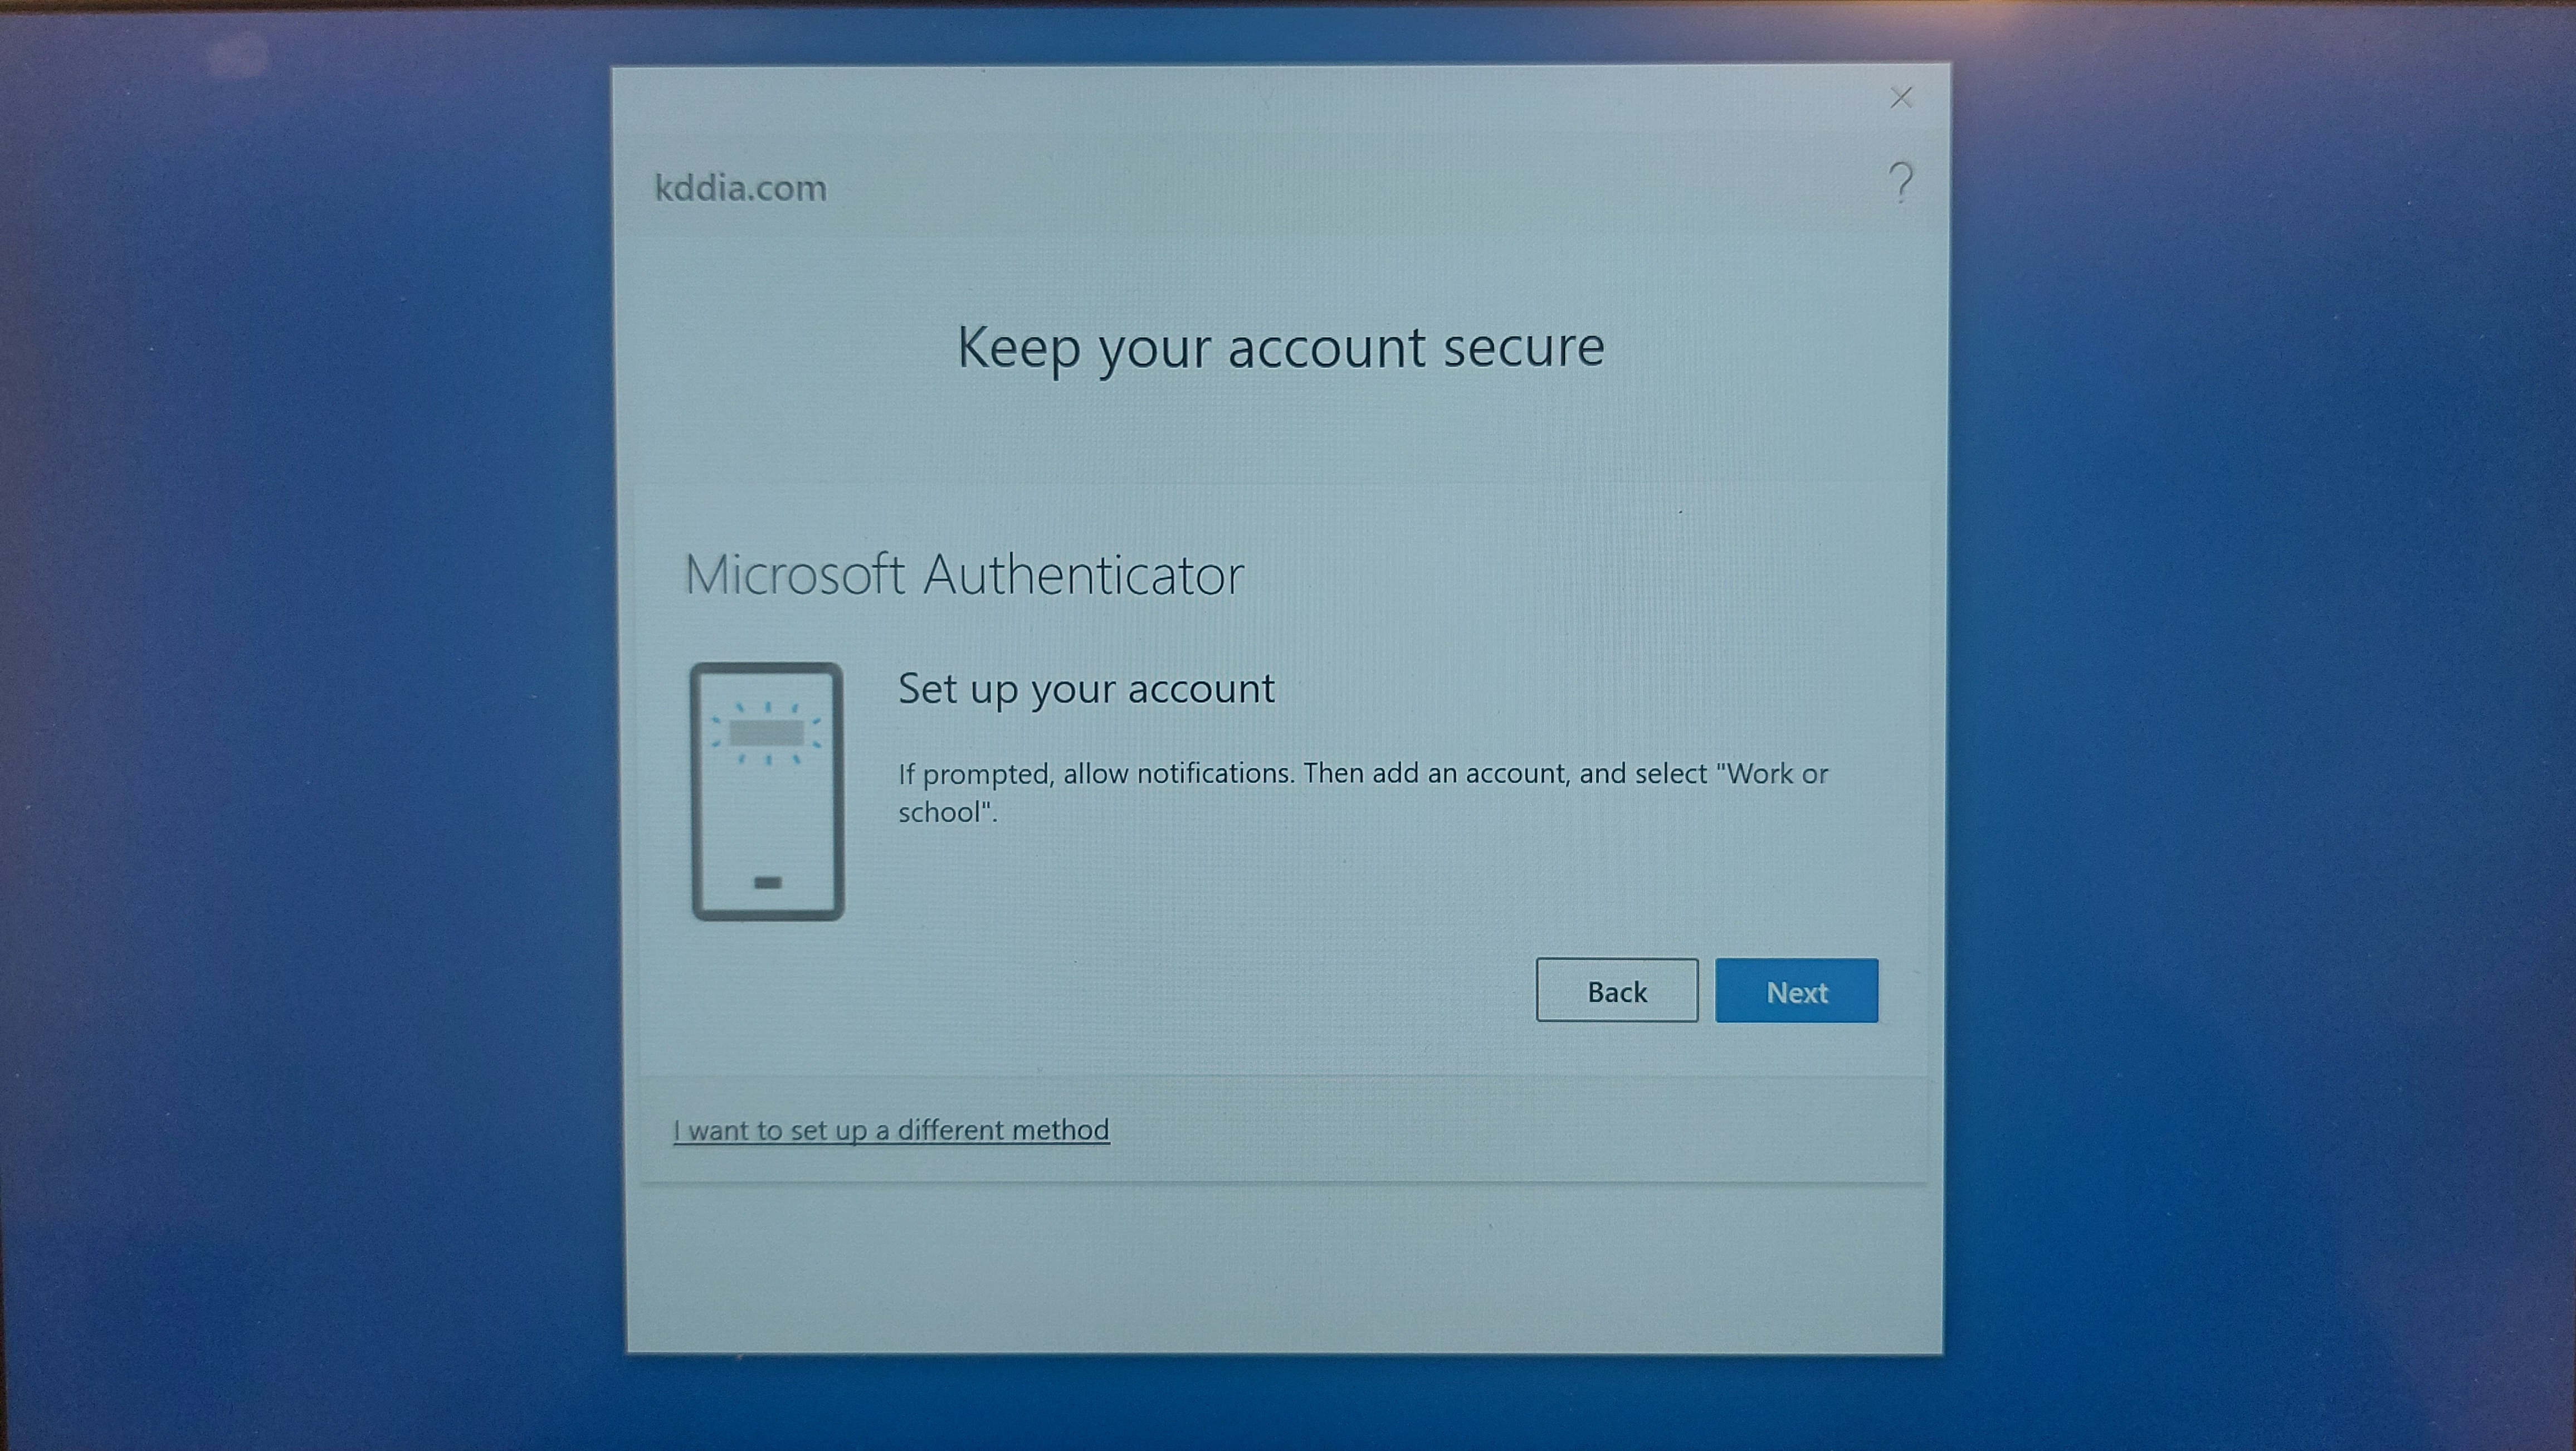 kddia.com
?
Keep your account secure
Microsoft Authenticator
Set up your account
If prompted, allow notifications. Then add an account, and select "Work or
school".
Back
Next
I want to set up a different method